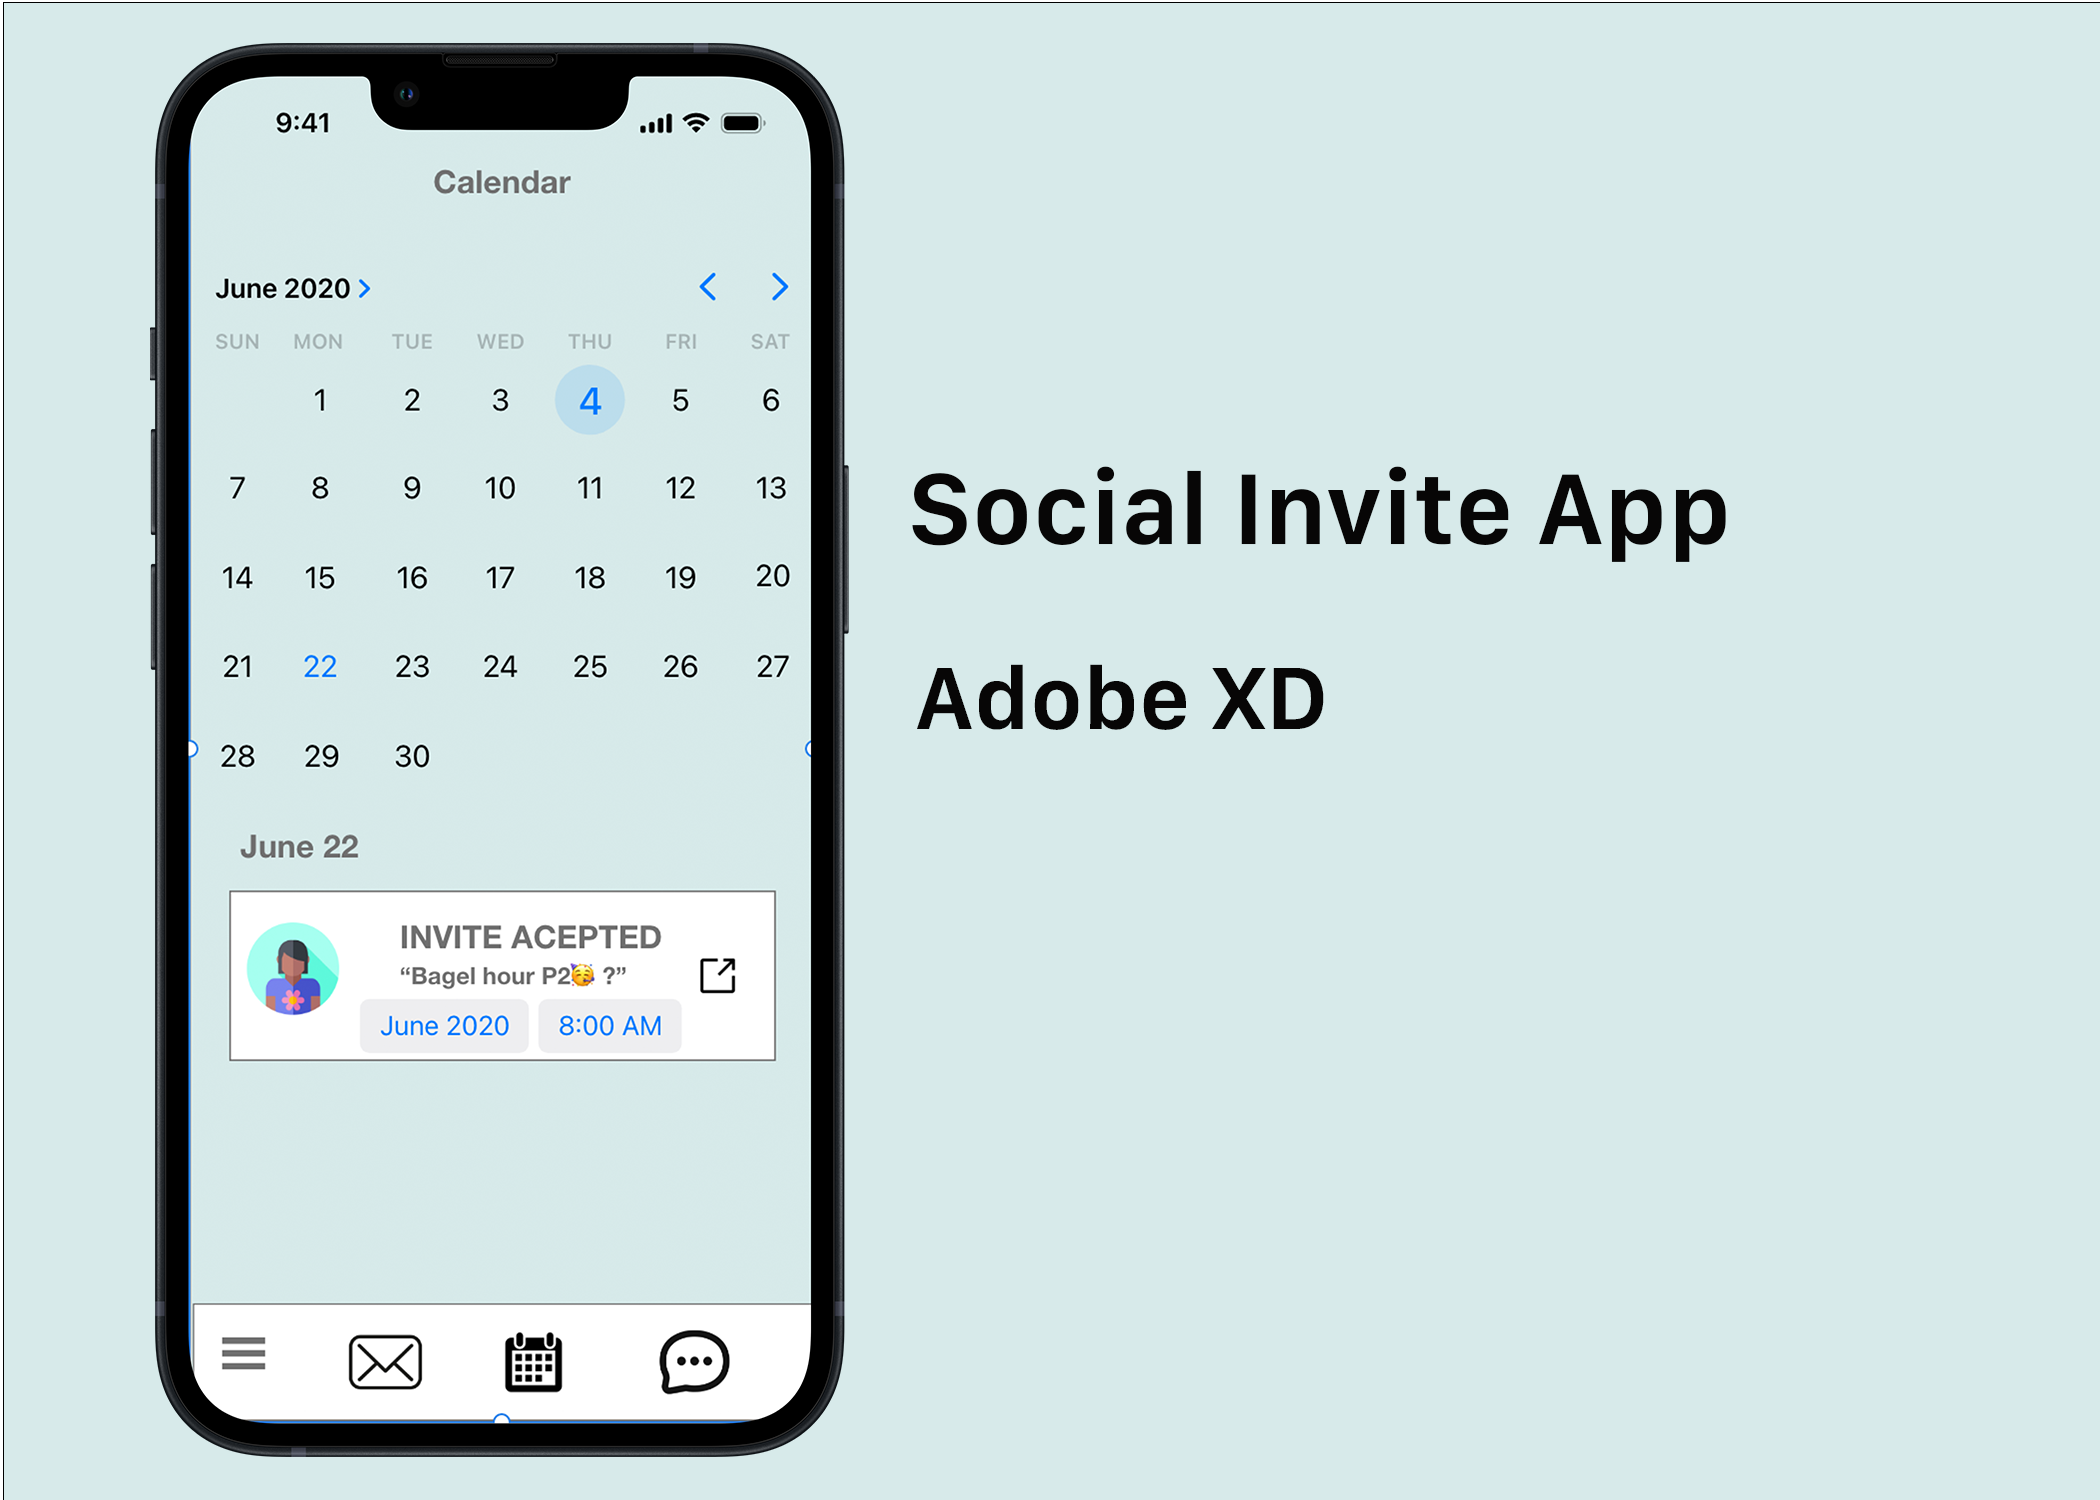 9:41
Calendar
June 2020
SUN MON TUE WED THU FRI SAT
1 2 3 4 5 6
7 8 9 10 11 12 13
14 15 16 17 18 19 20
21 22 23 24 25 26 27
28 29 30
June 22
INVITE ACEPTED
“Bagel hour P2🥳 ?”
June 2020 8:00 AM
Social Invite App
Adobe XD